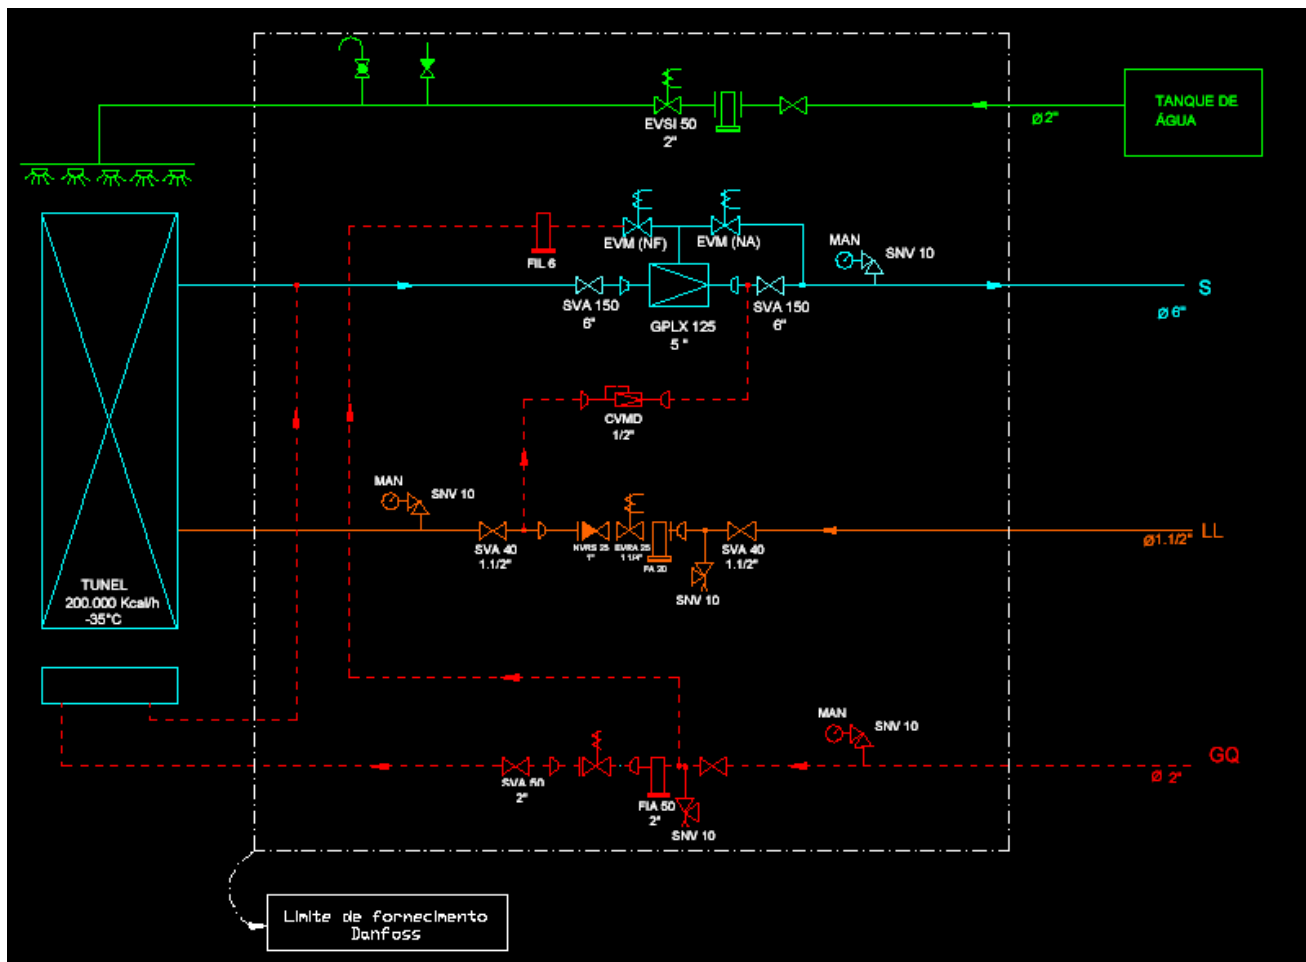 TANQUE DE
ÁGUA
Ø2"
EVSI 50
2"
EVM (NF)
EVM (NA)
FIL 6
MAN
SNV 10
S
Ø 6"
SVA 150
6"
GPLX 125
5 "
SVA 150
6"
CVMD
1/2"
MAN
SNV 10
SVA 40
1.1/2"
NVRS 25
1"
EVRA 25
1 1/4"
FA 20
SVA 40
1.1/2"
SNV 10
LL
Ø1.1/2"
TUNEL
200.000 Kcal/h
-35°C
MAN
SNV 10
GQ
Ø 2"
SVA 50
2"
FIA 50
2"
SNV 10
Limite de fornecimento
Danfoss